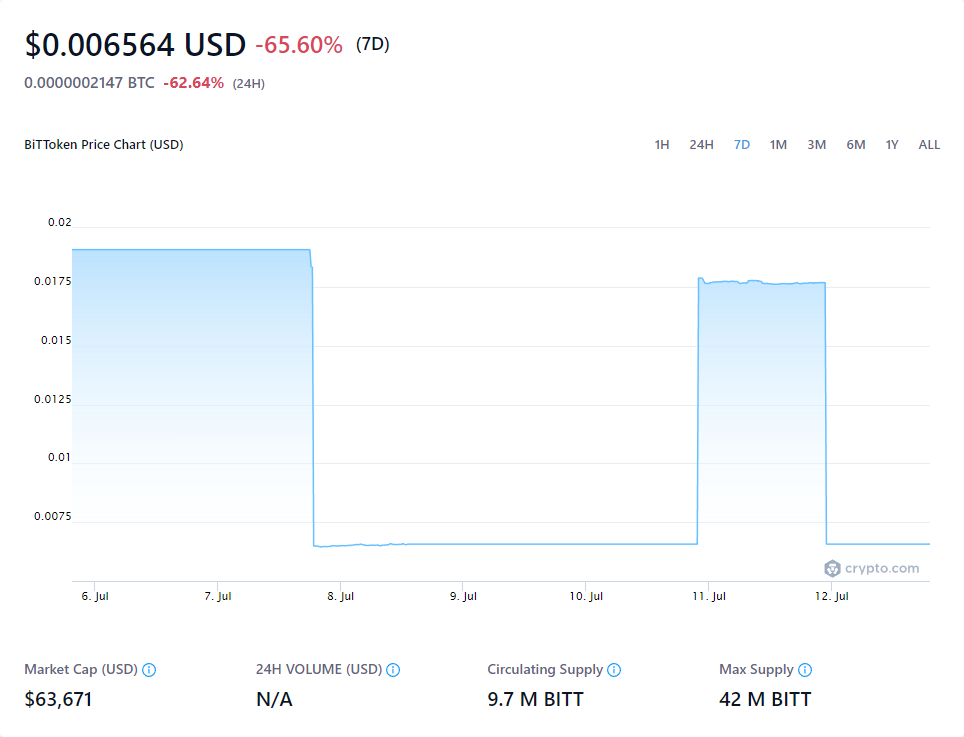 $0.006564 USD -65.60% (7D)
0.0000002147 BTC -62.64% (24H)
BiTToken Price Chart (USD) 1H 24H 7D 1M 3M 6M 1Y ALL
0.02
0.0175
0.015
0.0125
0.01
0.0075
crypto.com
6. Jul 7. Jul 8. Jul 9. Jul 10. Jul 11. Jul 12. Jul
Market Cap (USD) 24H VOLUME (USD) Circulating Supply Max Supply
$63,671 N/A 9.7 M BITT 42 M BITT